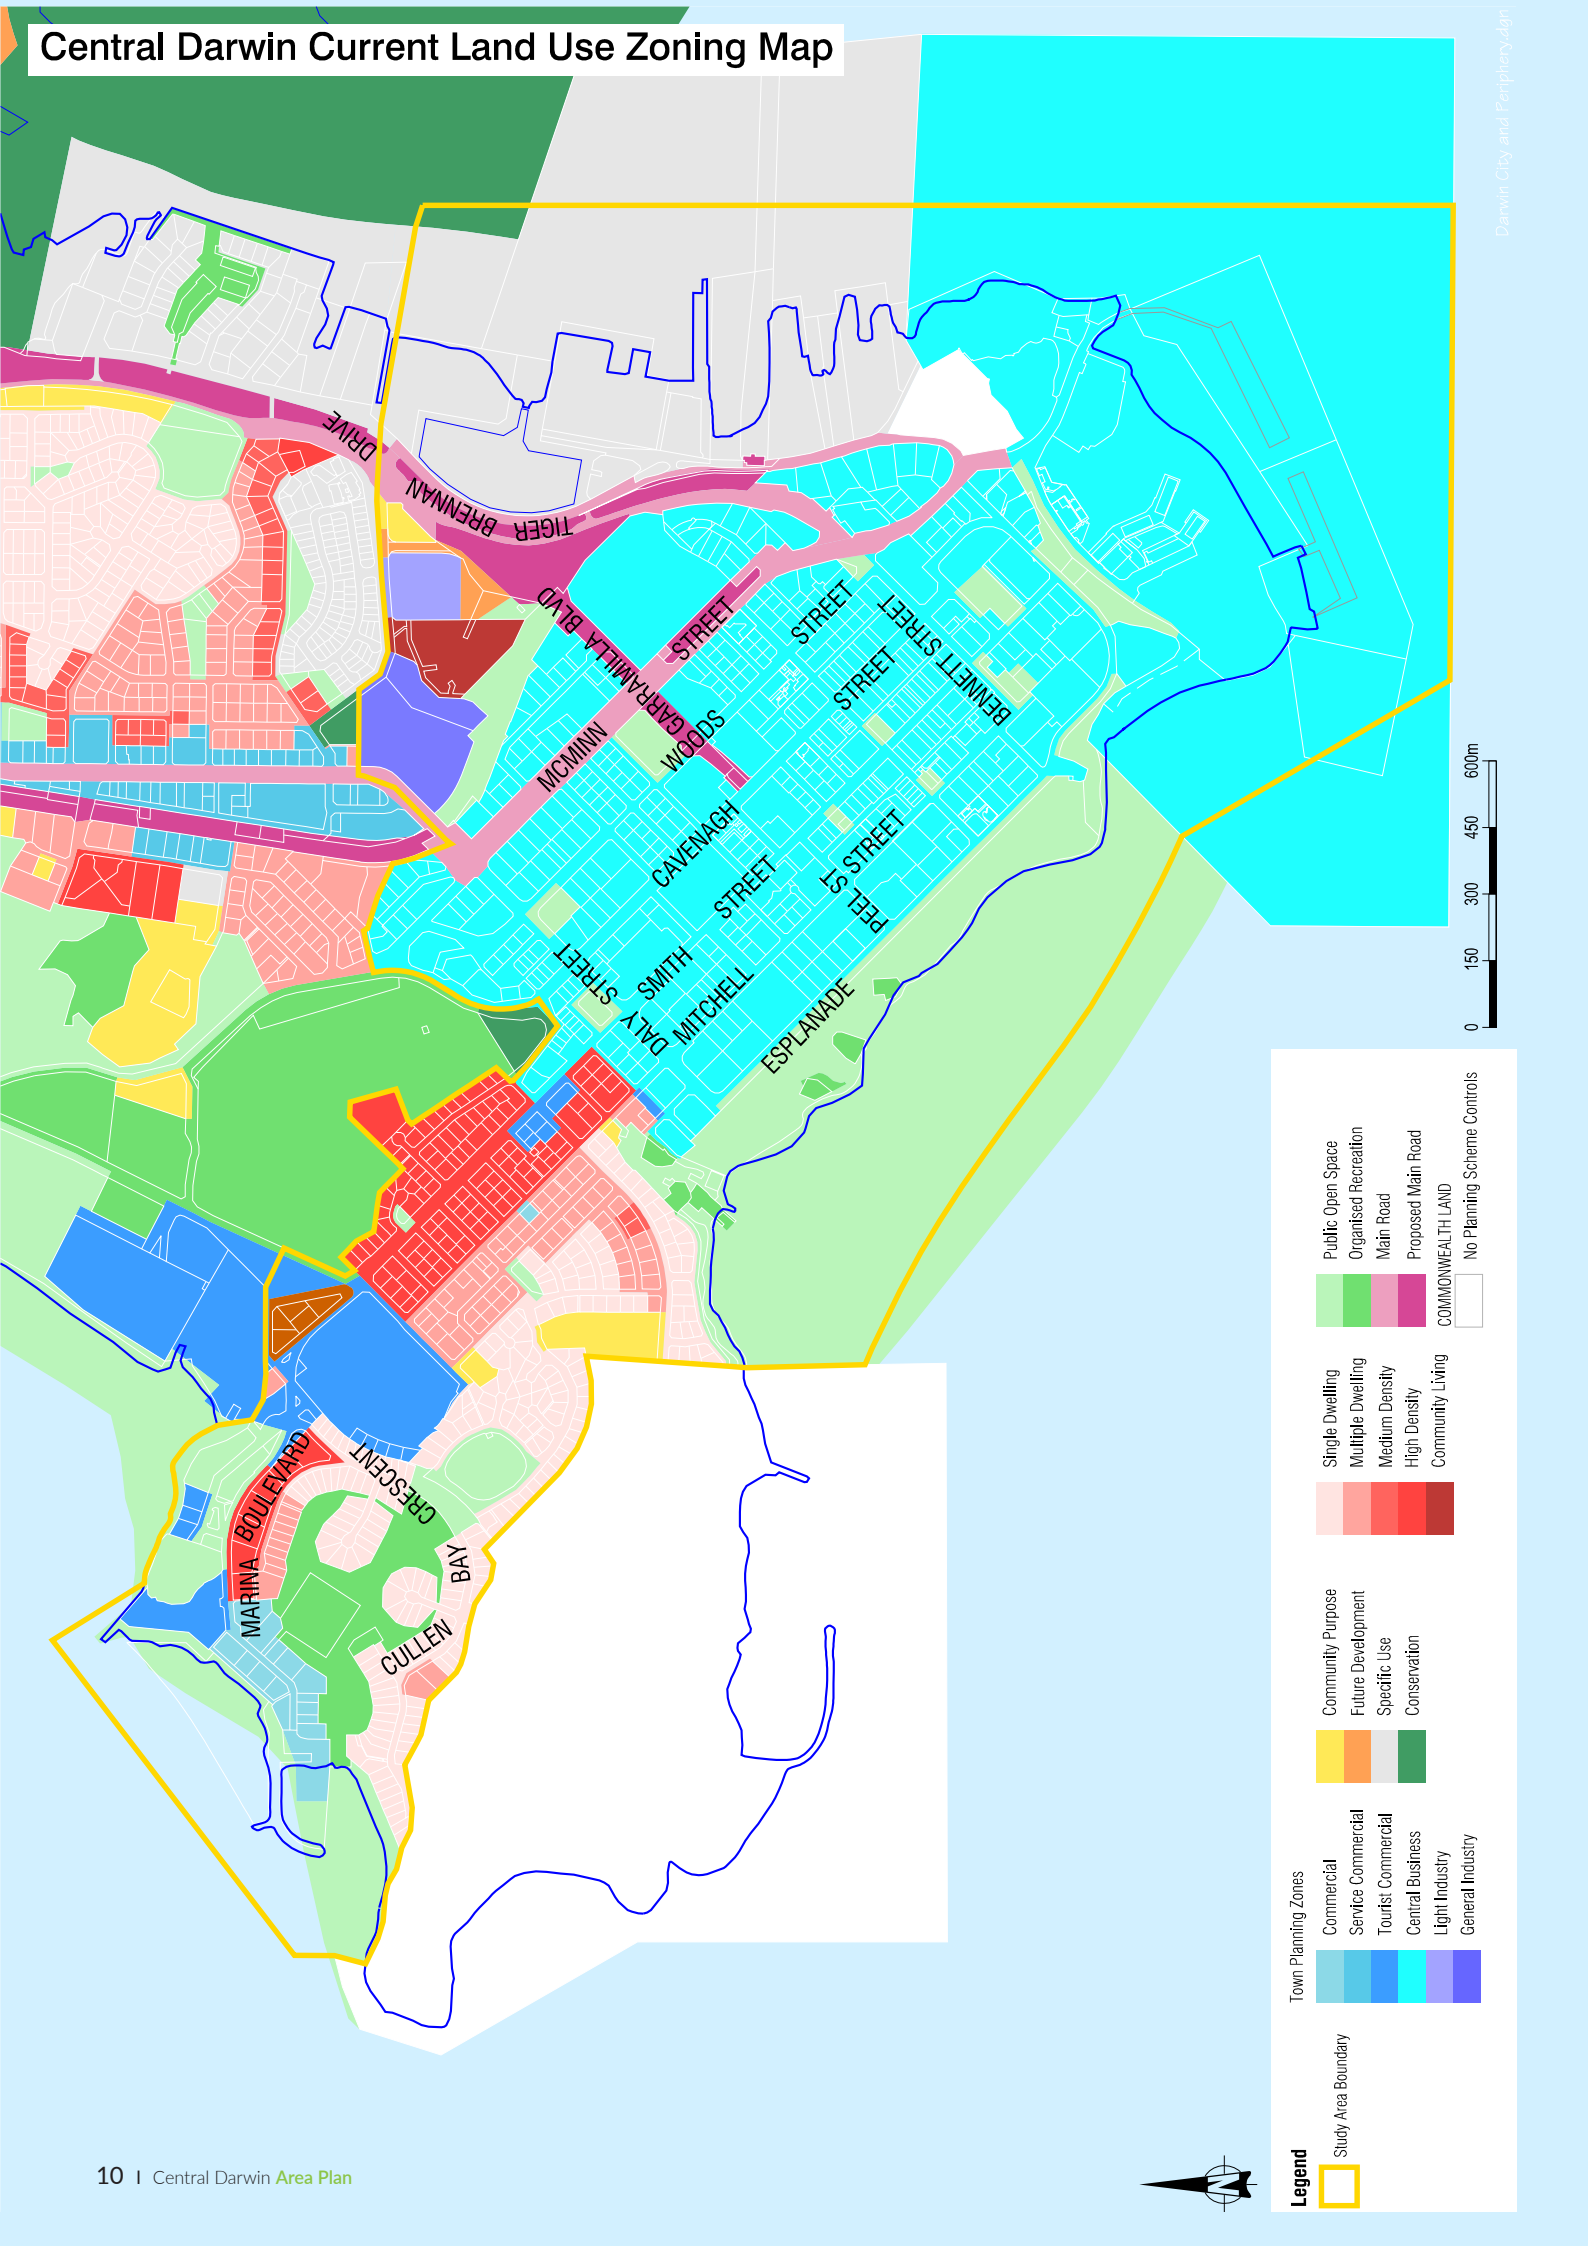 Central Darwin Current Land Use Zoning Map
Darwin City and Periphery.dgn
DRIVE
BRENNAN
TIGER
GARRAMILLA BLVD
STREET
MCMINN
WOODS
STREET
CAVENAGH
STREET
BENNETT STREET
STREET
SMITH
STREET
MITCHELL
PEEL ST
DALY
STREET
ESPLANADE
MARINA
BOULEVARD
CRESCENT
BAY
CULLEN
0
150
300
450
600m
Legend
Study Area Boundary
Town Planning Zones
Commercial
Service Commercial
Tourist Commercial
Central Business
Light Industry
General Industry
Community Purpose
Future Development
Specific Use
Conservation
Single Dwelling
Multiple Dwelling
Medium Density
High Density
Community Living
Public Open Space
Organised Recreation
Main Road
Proposed Main Road
COMMONWEALTH LAND
No Planning Scheme Controls
10 I Central Darwin Area Plan